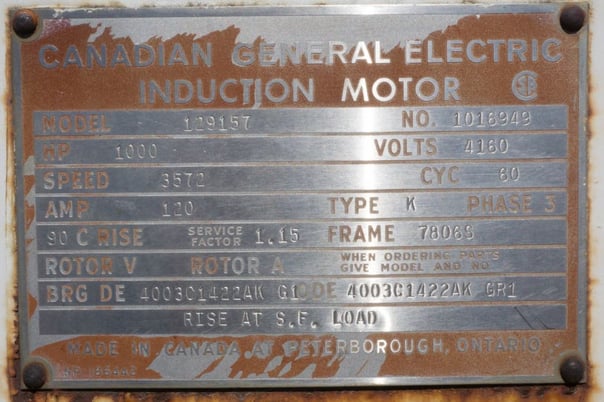 CANADIAN GENERAL ELECTRIC
INDUCTION MOTOR
MODEL 129157 NO. 1016949
HP 1000 VOLTS 4160
SPEED 3572 CYC 60
AMP 120 TYPE K PHASE 3
90 C RISE SERVICE FACTOR 1.15 FRAME 7806S
ROTOR V ROTOR A WHEN ORDERING PARTS GIVE MODEL AND NO.
BRG DE 4003C1422AK G1 ODE 4003C1422AK GR1
RISE AT S.F. LOAD
MADE IN CANADA AT PETERBOROUGH, ONTARIO